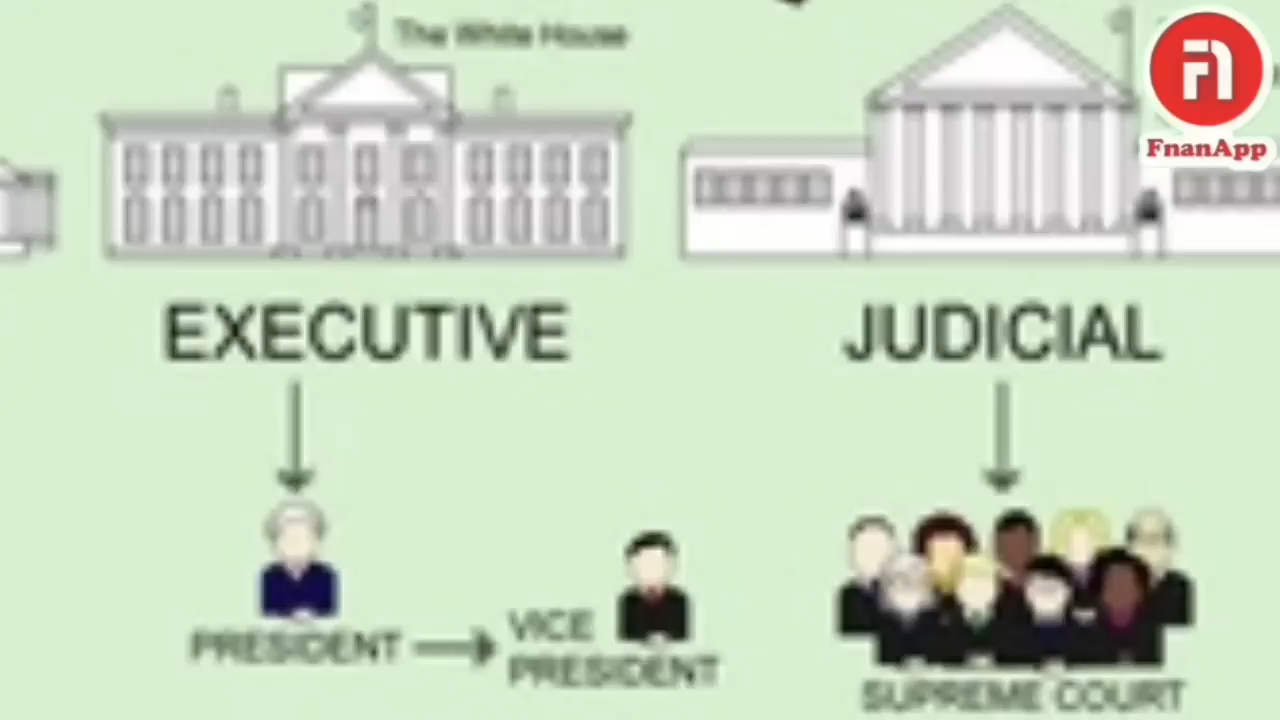 The White House
FnanApp
EXECUTIVE
JUDICIAL
PRESIDENT
VICE
PRESIDENT
SUPREME COURT